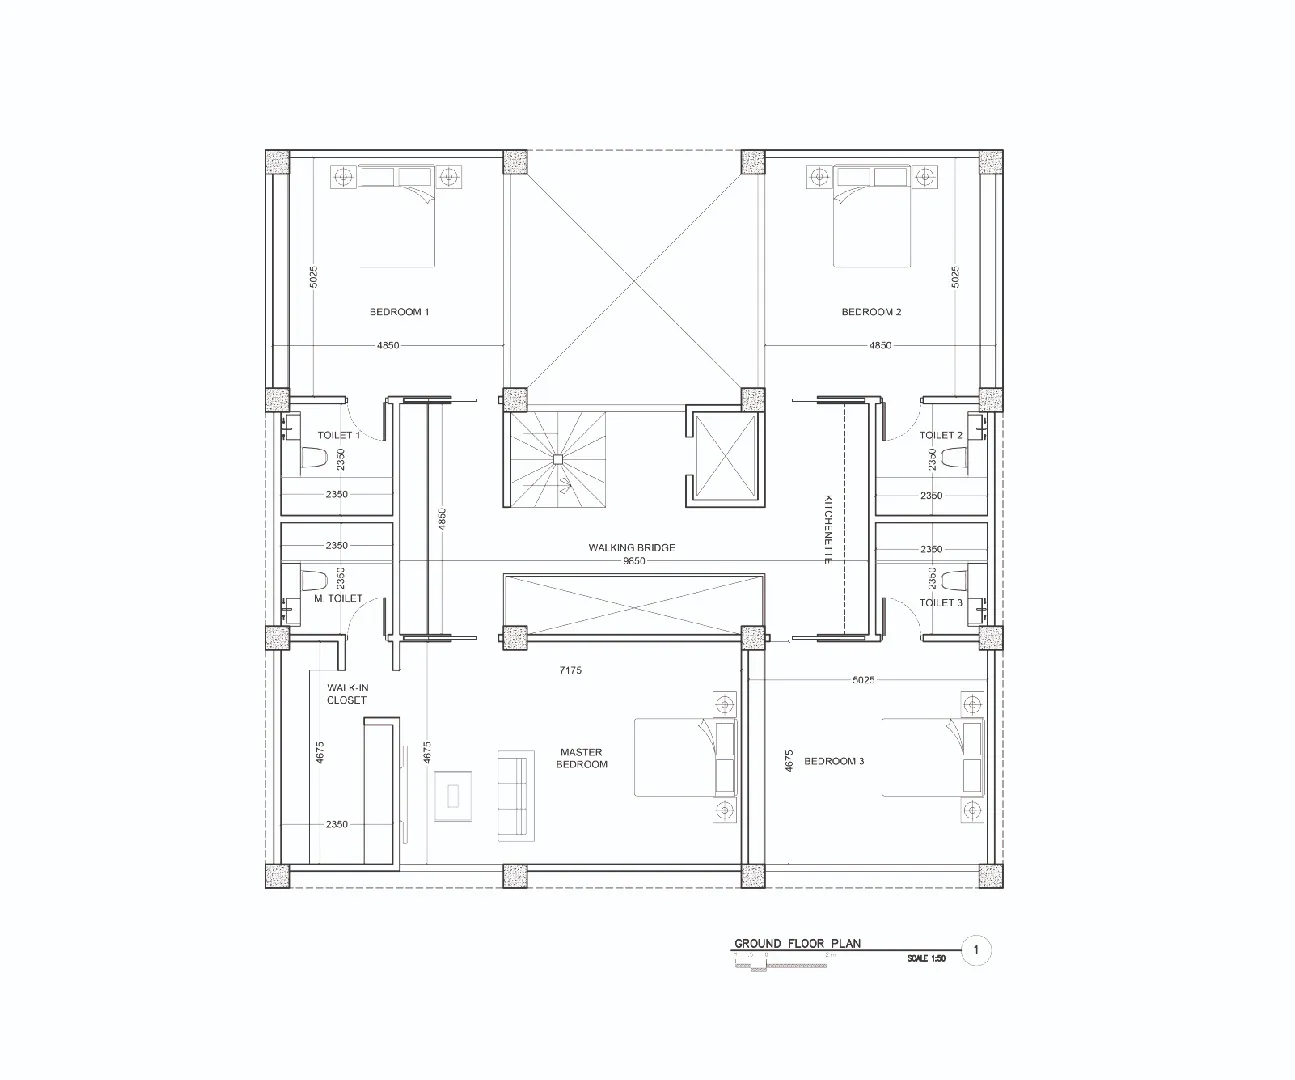 5025
5025
BEDROOM 1
BEDROOM 2
4850
4850
TOILET 1
TOILET 2
2350
2350
2350
2350
4850
KITCHENETTE
WALKING BRIDGE
9650
2350
2350
2350
2350
M. TOILET
TOILET 3
7175
5025
WALK-IN
CLOSET
4675
4675
MASTER
BEDROOM
4675
BEDROOM 3
2350
GROUND FLOOR PLAN
SCALE 1:50
1